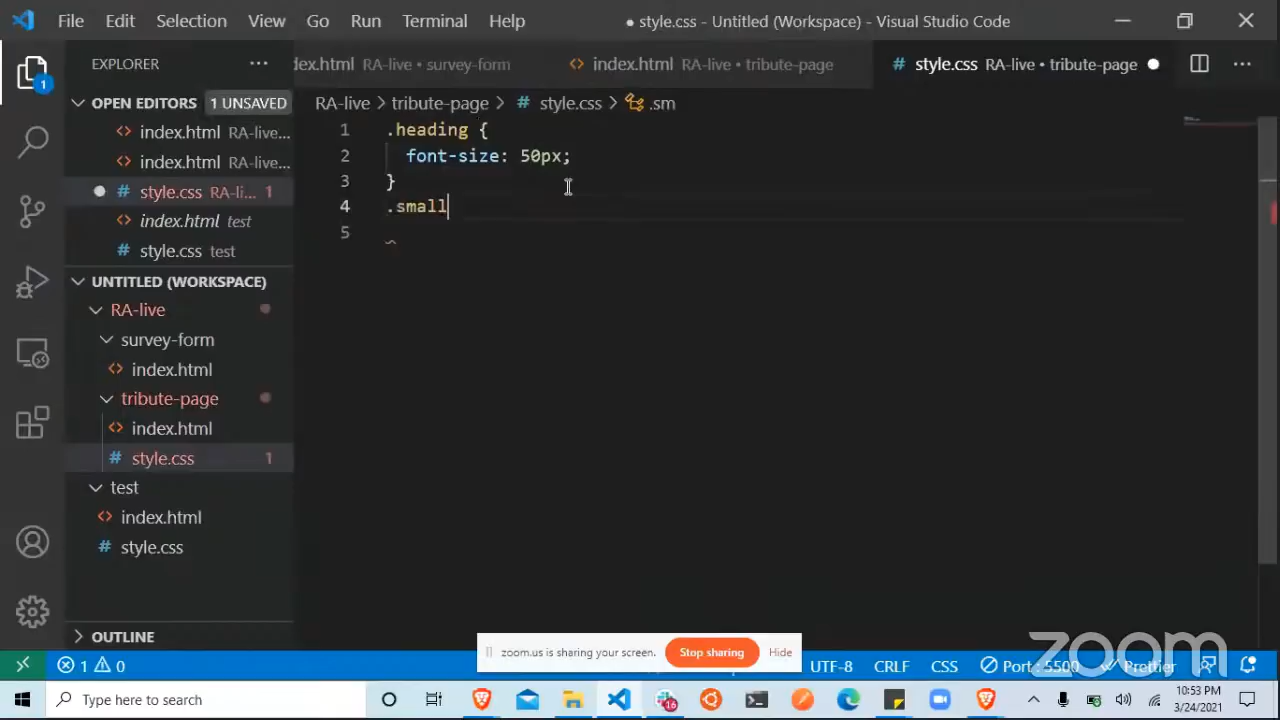 File Edit Selection View Go Run Terminal Help
● style.css - Untitled (Workspace) - Visual Studio Code
EXPLORER
dex.html RA-live • survey-form
index.html RA-live • tribute-page
# style.css RA-live • tribute-page
OPEN EDITORS 1 UNSAVED
index.html RA-live...
index.html RA-live...
# style.css RA-li... 1
index.html test
# style.css test
UNTITLED (WORKSPACE)
RA-live
survey-form
index.html
tribute-page
index.html
# style.css 1
test
index.html
# style.css
OUTLINE
RA-live > tribute-page > # style.css > .sm
1 .heading {
2 font-size: 50px;
3 }
4 .small
5
zoom.us is sharing your screen. Stop sharing Hide
zoom
1 0 UTF-8 CRLF CSS Port : 5500 Prettier
1
Type here to search
16
10:53 PM
3/24/2021